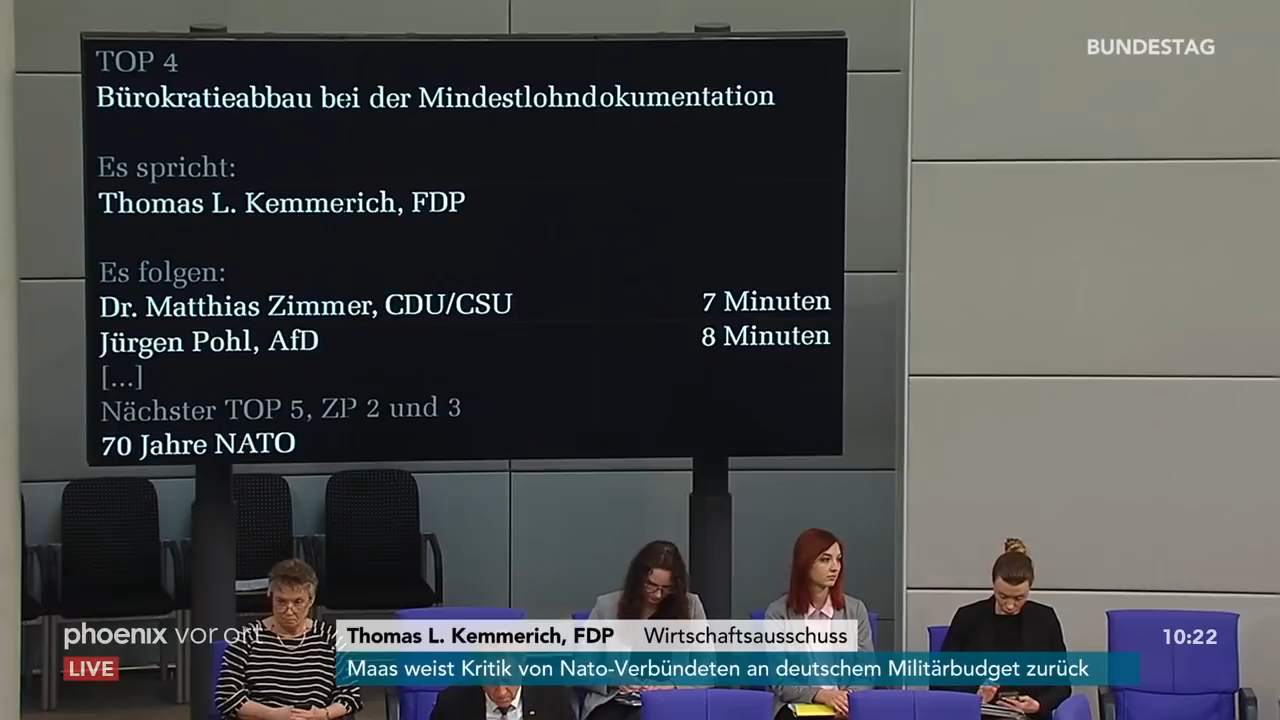 BUNDESTAG
TOP 4
Bürokratieabbau bei der Mindestlohndokumentation
Es spricht:
Thomas L. Kemmerich, FDP
Es folgen:
Dr. Matthias Zimmer, CDU/CSU 7 Minuten
Jürgen Pohl, AfD 8 Minuten
[...]
Nächster TOP 5, ZP 2 und 3
70 Jahre NATO
phoenix vor ort
Thomas L. Kemmerich, FDP Wirtschaftsausschuss
10:22
LIVE
Maas weist Kritik von Nato-Verbündeten an deutschem Militärbudget zurück